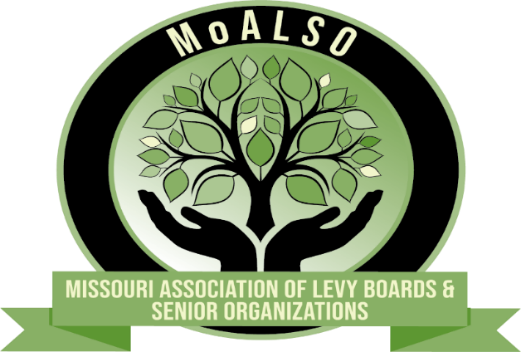 MoALSO
MISSOURI ASSOCIATION OF LEVY BOARDS &
SENIOR ORGANIZATIONS